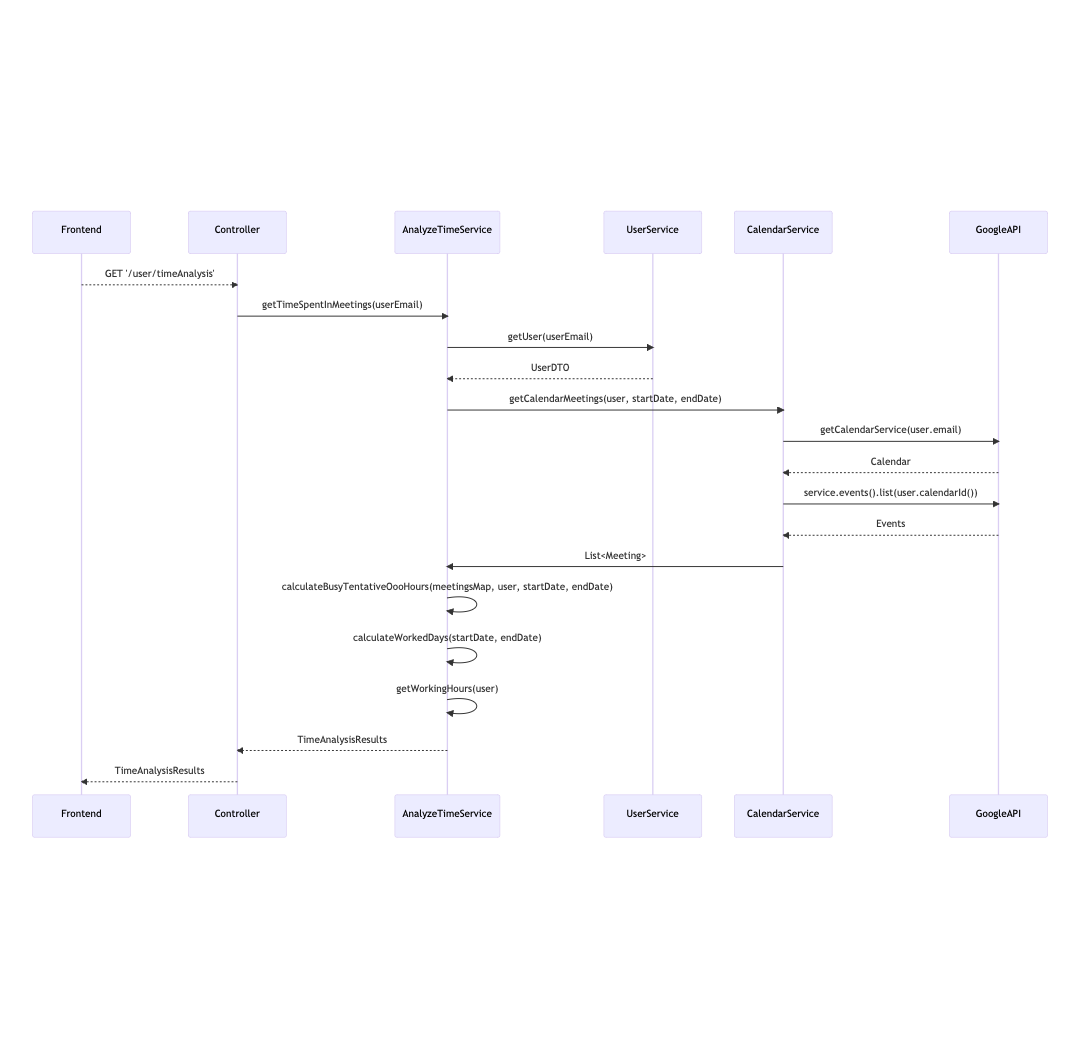 Frontend
Controller
AnalyzeTimeService
UserService
CalendarService
GoogleAPI
GET '/user/timeAnalysis'
getTimeSpentInMeetings(userEmail)
getUser(userEmail)
UserDTO
getCalendarMeetings(user, startDate, endDate)
getCalendarService(user.email)
Calendar
service.events().list(user.calendarId())
Events
List<Meeting>
calculateBusyTentativeOooHours(meetingsMap, user, startDate, endDate)
calculateWorkedDays(startDate, endDate)
getWorkingHours(user)
TimeAnalysisResults
TimeAnalysisResults
Frontend
Controller
AnalyzeTimeService
UserService
CalendarService
GoogleAPI